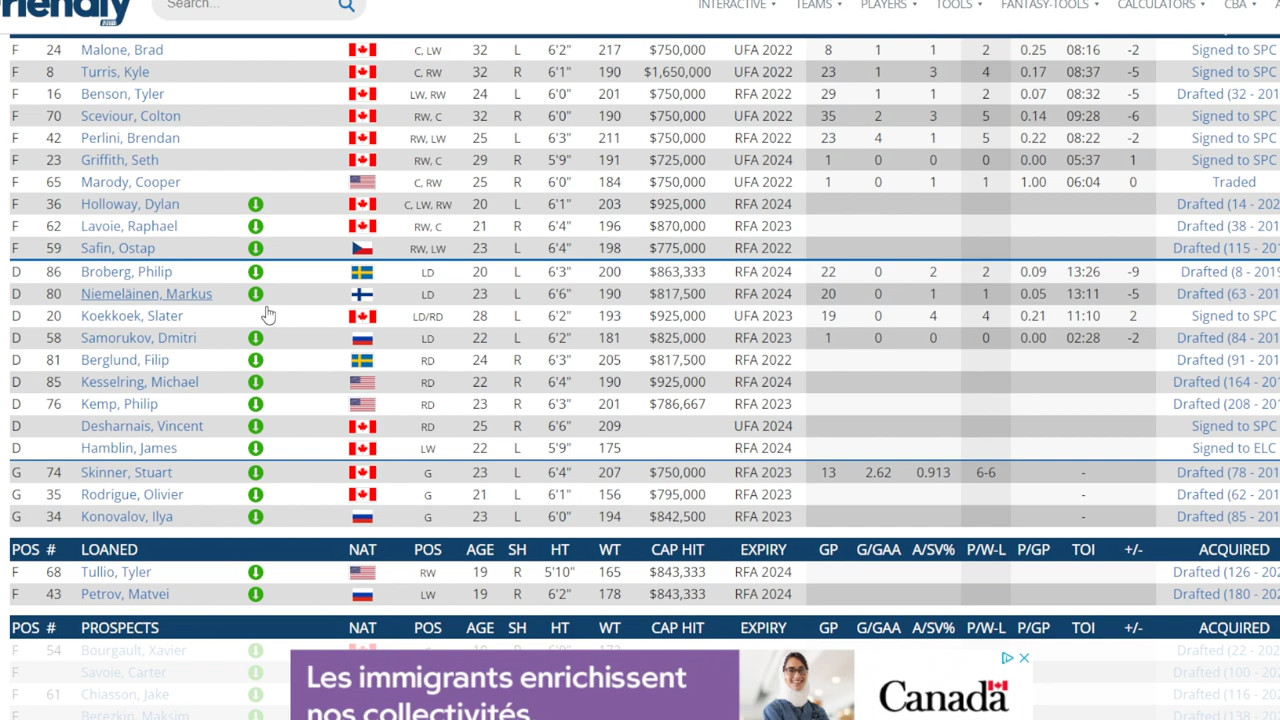 riendly
Search...
INTERACTIVE TEAMS PLAYERS TOOLS FANTASY-TOOLS CALCULATORS CBA
F 24 Malone, Brad C, LW 32 L 6'2" 217 $750,000 UFA 2022 8 1 1 2 0.25 08:16 -2 Signed to SPC
F 8 Turris, Kyle C, RW 32 R 6'1" 190 $1,650,000 UFA 2022 23 1 3 4 0.17 08:37 -5 Signed to SPC
F 16 Benson, Tyler LW, RW 24 L 6'0" 201 $750,000 RFA 2022 29 1 1 2 0.07 08:32 -5 Drafted (32 - 201
F 70 Sceviour, Colton RW, C 32 R 6'0" 190 $750,000 UFA 2022 35 2 3 5 0.14 09:28 -6 Signed to SPC
F 42 Perlini, Brendan RW, LW 25 L 6'3" 211 $750,000 RFA 2022 23 4 1 5 0.22 08:22 -2 Signed to SPC
F 23 Griffith, Seth RW, C 29 R 5'9" 191 $725,000 UFA 2024 1 0 0 0 0.00 05:37 1 Signed to SPC
F 65 Marody, Cooper C, RW 25 R 6'0" 184 $750,000 UFA 2022 1 0 1 1 1.00 06:04 0 Traded
F 36 Holloway, Dylan C, LW, RW 20 L 6'1" 203 $925,000 RFA 2024 Drafted (14 - 202
F 62 Lavoie, Raphael RW, C 21 R 6'4" 196 $870,000 RFA 2023 Drafted (38 - 201
F 59 Safin, Ostap RW, LW 23 L 6'4" 198 $775,000 RFA 2022 Drafted (115 - 201
D 86 Broberg, Philip LD 20 L 6'3" 200 $863,333 RFA 2024 22 0 2 2 0.09 13:26 -9 Drafted (8 - 2019
D 80 Niemeläinen, Markus LD 23 L 6'6" 190 $817,500 RFA 2024 20 0 1 1 0.05 13:11 -5 Drafted (63 - 201
D 20 Koekkoek, Slater LD/RD 28 L 6'2" 193 $925,000 UFA 2023 19 0 4 4 0.21 11:10 2 Signed to SPC
D 58 Samorukov, Dmitri LD 22 L 6'2" 181 $825,000 RFA 2023 1 0 0 0 0.00 02:28 -2 Drafted (84 - 201
D 81 Berglund, Filip RD 24 R 6'3" 205 $817,500 RFA 2022 Drafted (91 - 201
D 85 Kesselring, Michael RD 22 R 6'4" 190 $925,000 RFA 2024 Drafted (164 - 201
D 76 Kemp, Philip RD 23 R 6'3" 201 $786,667 RFA 2023 Drafted (208 - 201
D Desharnais, Vincent RD 25 R 6'6" 209 UFA 2024 Signed to SPC
D Hamblin, James LW 22 L 5'9" 175 RFA 2024 Signed to ELC
G 74 Skinner, Stuart G 23 L 6'4" 207 $750,000 RFA 2023 13 2.62 0.913 6-6 - Drafted (78 - 201
G 35 Rodrigue, Olivier G 21 L 6'1" 156 $795,000 RFA 2023 - Drafted (62 - 201
G 34 Konovalov, Ilya G 23 L 6'0" 194 $842,500 RFA 2023 - Drafted (85 - 201
POS # LOANED NAT POS AGE SH HT WT CAP HIT EXPIRY GP G/GAA A/SV% P/W-L P/GP TOI +/- ACQUIRED
F 68 Tullio, Tyler RW 19 R 5'10" 165 $843,333 RFA 2024 Drafted (126 - 202
F 43 Petrov, Matvei LW 19 R 6'2" 178 $843,333 RFA 2024 Drafted (180 - 202
POS # PROSPECTS NAT POS AGE SH HT WT CAP HIT EXPIRY GP G/GAA A/SV% P/W-L P/GP TOI +/- ACQUIRED
F 54 Bourgault, Xavier Drafted (22 - 202
F Savoie, Carter Drafted (100 - 202
F 61 Chiasson, Jake Drafted (116 - 202
F Berezkin, Maksim Drafted (138 - 202
Les immigrants enrichissent
nos collectivités
Canada